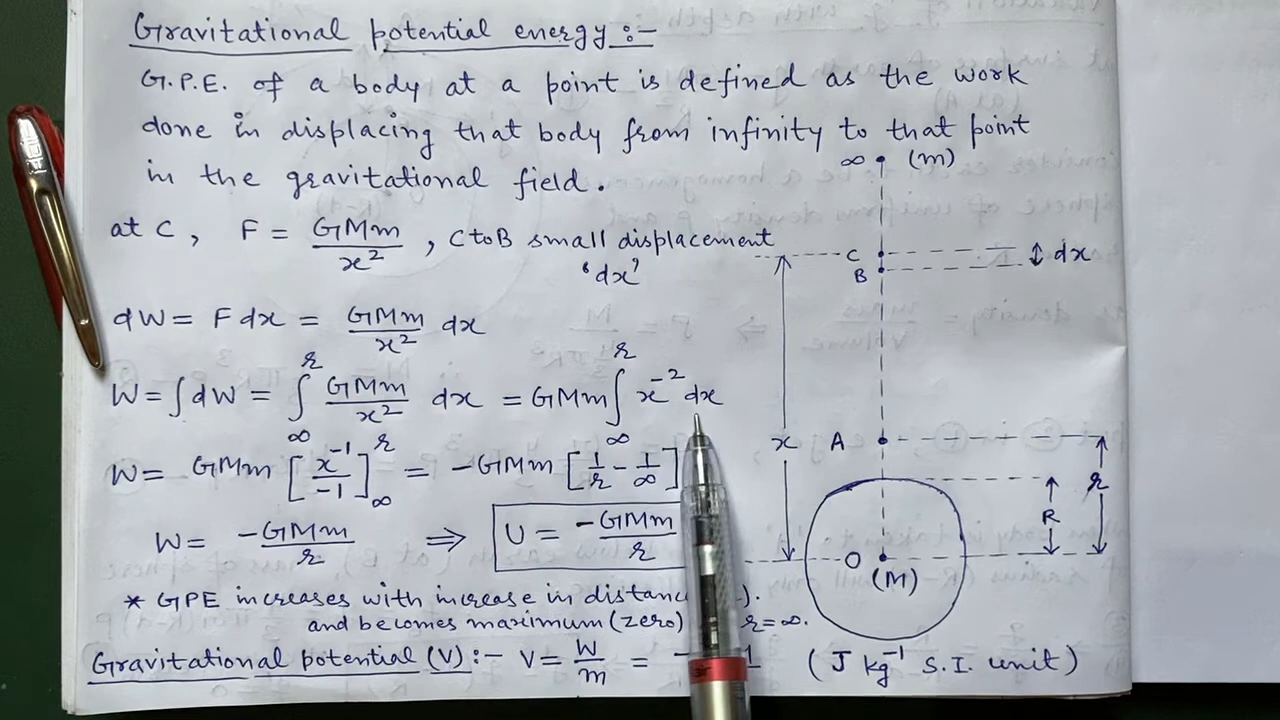 Gravitational potential energy :-
G.P.E. of a body at a point is defined as the work
done in displacing that body from infinity to that point
in the gravitational field.
∞ (m)
at C, F = GMm/x², C to B small displacement
'dx'
C
B
dx
dW = F dx = GMm/x² dx
W = ∫dW = ∫_∞^r GMm/x² dx = GMm ∫_∞^r x⁻² dx
x
A
r
W = GMm [x⁻¹/-1]_∞^r = -GMm [1/r - 1/∞]
R
W = -GMm/r ⇒ U = -GMm/r
O
(M)
* GPE increases with increase in ).
and becomes maximum (zero) r=∞.
Gravitational potential (V) :- V = W/m = - (J kg⁻¹ S.I. unit)